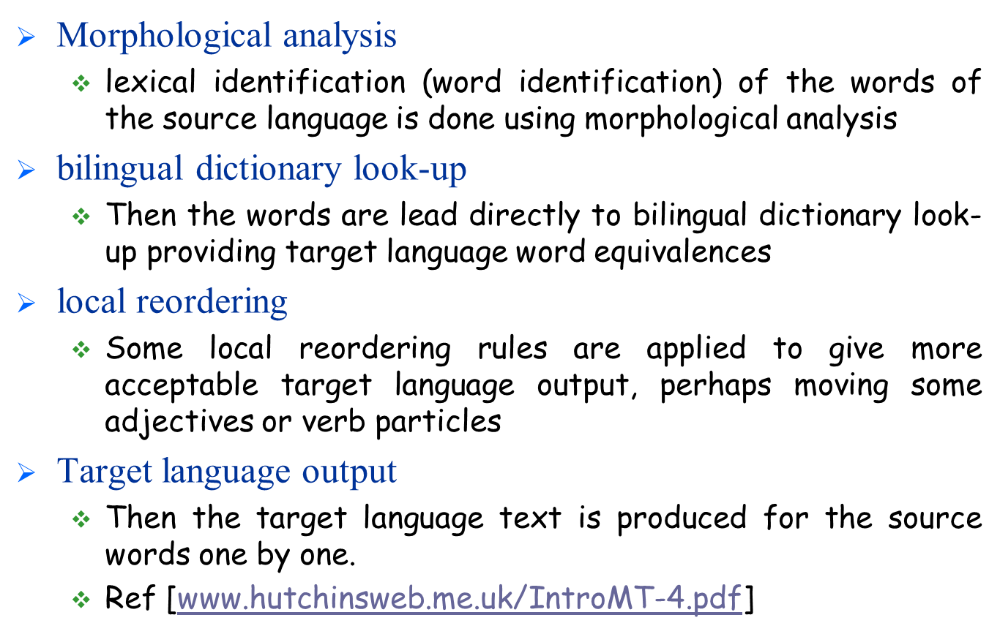 Morphological analysis
lexical identification (word identification) of the words of
the source language is done using morphological analysis
bilingual dictionary look-up
Then the words are lead directly to bilingual dictionary look-
up providing target language word equivalences
local reordering
Some local reordering rules are applied to give more
acceptable target language output, perhaps moving some
adjectives or verb particles
Target language output
Then the target language text is produced for the source
words one by one.
Ref [www.hutchinsweb.me.uk/IntroMT-4.pdf]